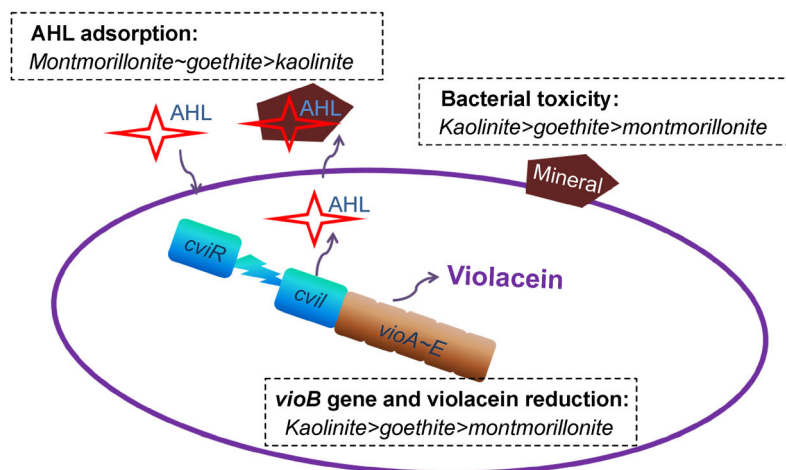 AHL adsorption:
Montmorillonite~goethite>kaolinite
AHL
AHL
Bacterial toxicity:
Kaolinite>goethite>montmorillonite
Mineral
AHL
cviR
cviI
Violacein
vioA~E
vioB gene and violacein reduction:
Kaolinite>goethite>montmorillonite